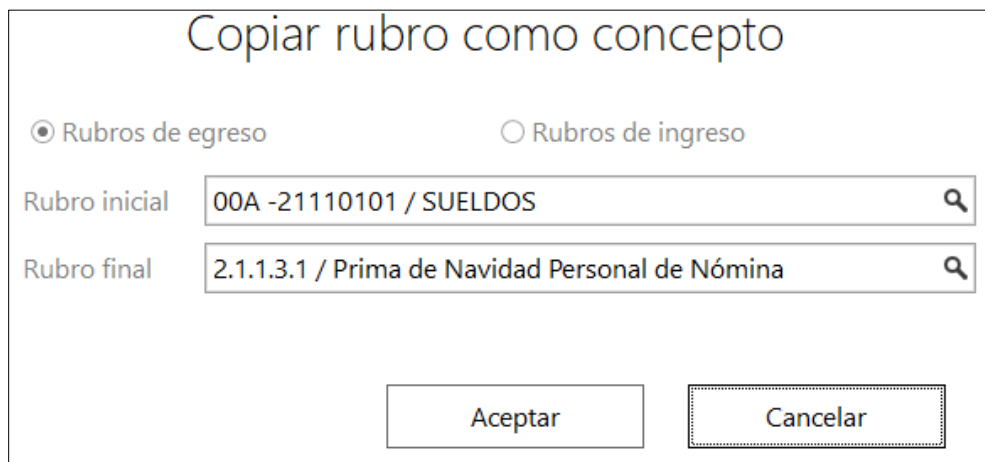 Copiar rubro como concepto
Rubros de egreso Rubros de ingreso
Rubro inicial 00A -21110101 / SUELDOS
Rubro final 2.1.1.3.1 / Prima de Navidad Personal de Nómina
Aceptar Cancelar